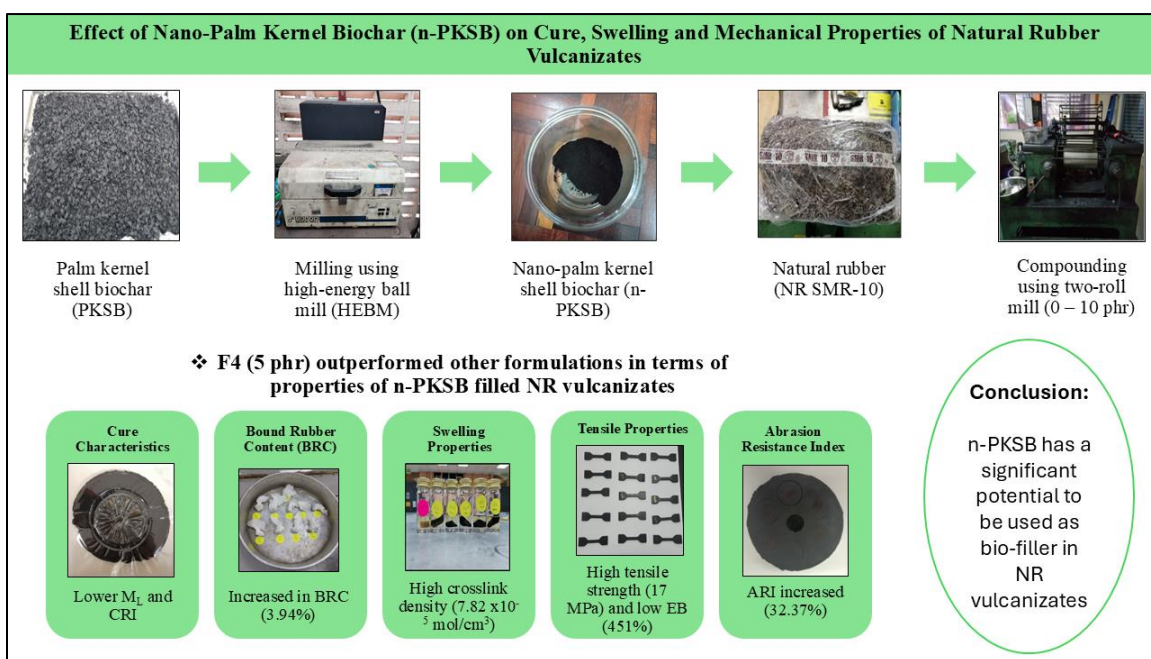 Effect of Nano-Palm Kernel Biochar (n-PKSB) on Cure, Swelling and Mechanical Properties of Natural Rubber
Vulcanizates
Palm kernel
shell biochar
(PKSB)
Milling using
high-energy ball
mill (HEBM)
Nano-palm kernel
shell biochar (n-
PKSB)
Natural rubber
(NR SMR-10)
Compounding
using two-roll
mill (0 – 10 phr)
❖ F4 (5 phr) outperformed other formulations in terms of
properties of n-PKSB filled NR vulcanizates
Cure
Characteristics
Lower M_L and
CRI
Bound Rubber
Content (BRC)
Increased in BRC
(3.94%)
Swelling
Properties
High crosslink
density (7.82 x10⁻
⁵ mol/cm³)
Tensile Properties
High tensile
strength (17
MPa) and low EB
(451%)
Abrasion
Resistance Index
ARI increased
(32.37%)
Conclusion:
n-PKSB has a
significant
potential to
be used as
bio-filler in
NR
vulcanizates